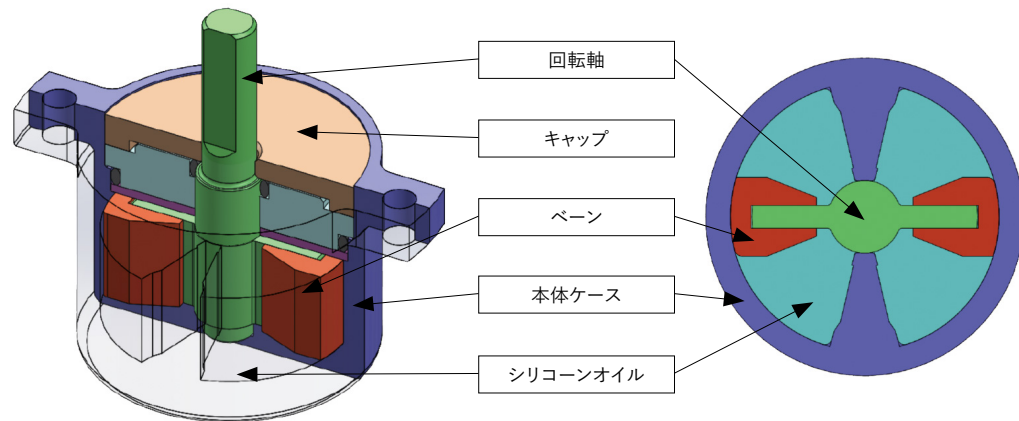 回転軸
キャップ
ベーン
本体ケース
シリコーンオイル